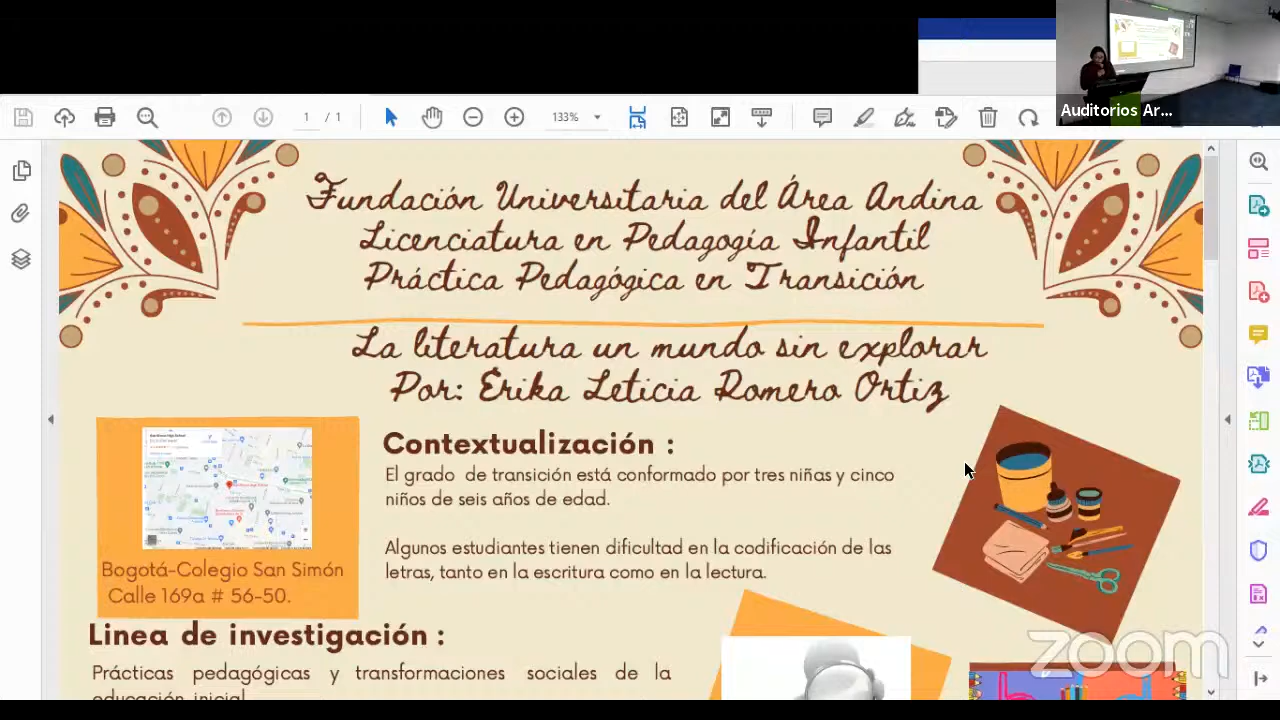 Auditorios Ar...
1 / 1
133%
Fundación Universitaria del Área Andina
Licenciatura en Pedagogía Infantil
Práctica Pedagógica en Transición
La literatura un mundo sin explorar
Por: Érika Leticia Romero Ortiz
Contextualización :
El grado de transición está conformado por tres niñas y cinco
niños de seis años de edad.
Algunos estudiantes tienen dificultad en la codificación de las
letras, tanto en la escritura como en la lectura.
Bogotá-Colegio San Simón
Calle 169a # 56-50.
Linea de investigación :
Prácticas pedagógicas y transformaciones sociales de la
educación inicial
zoom